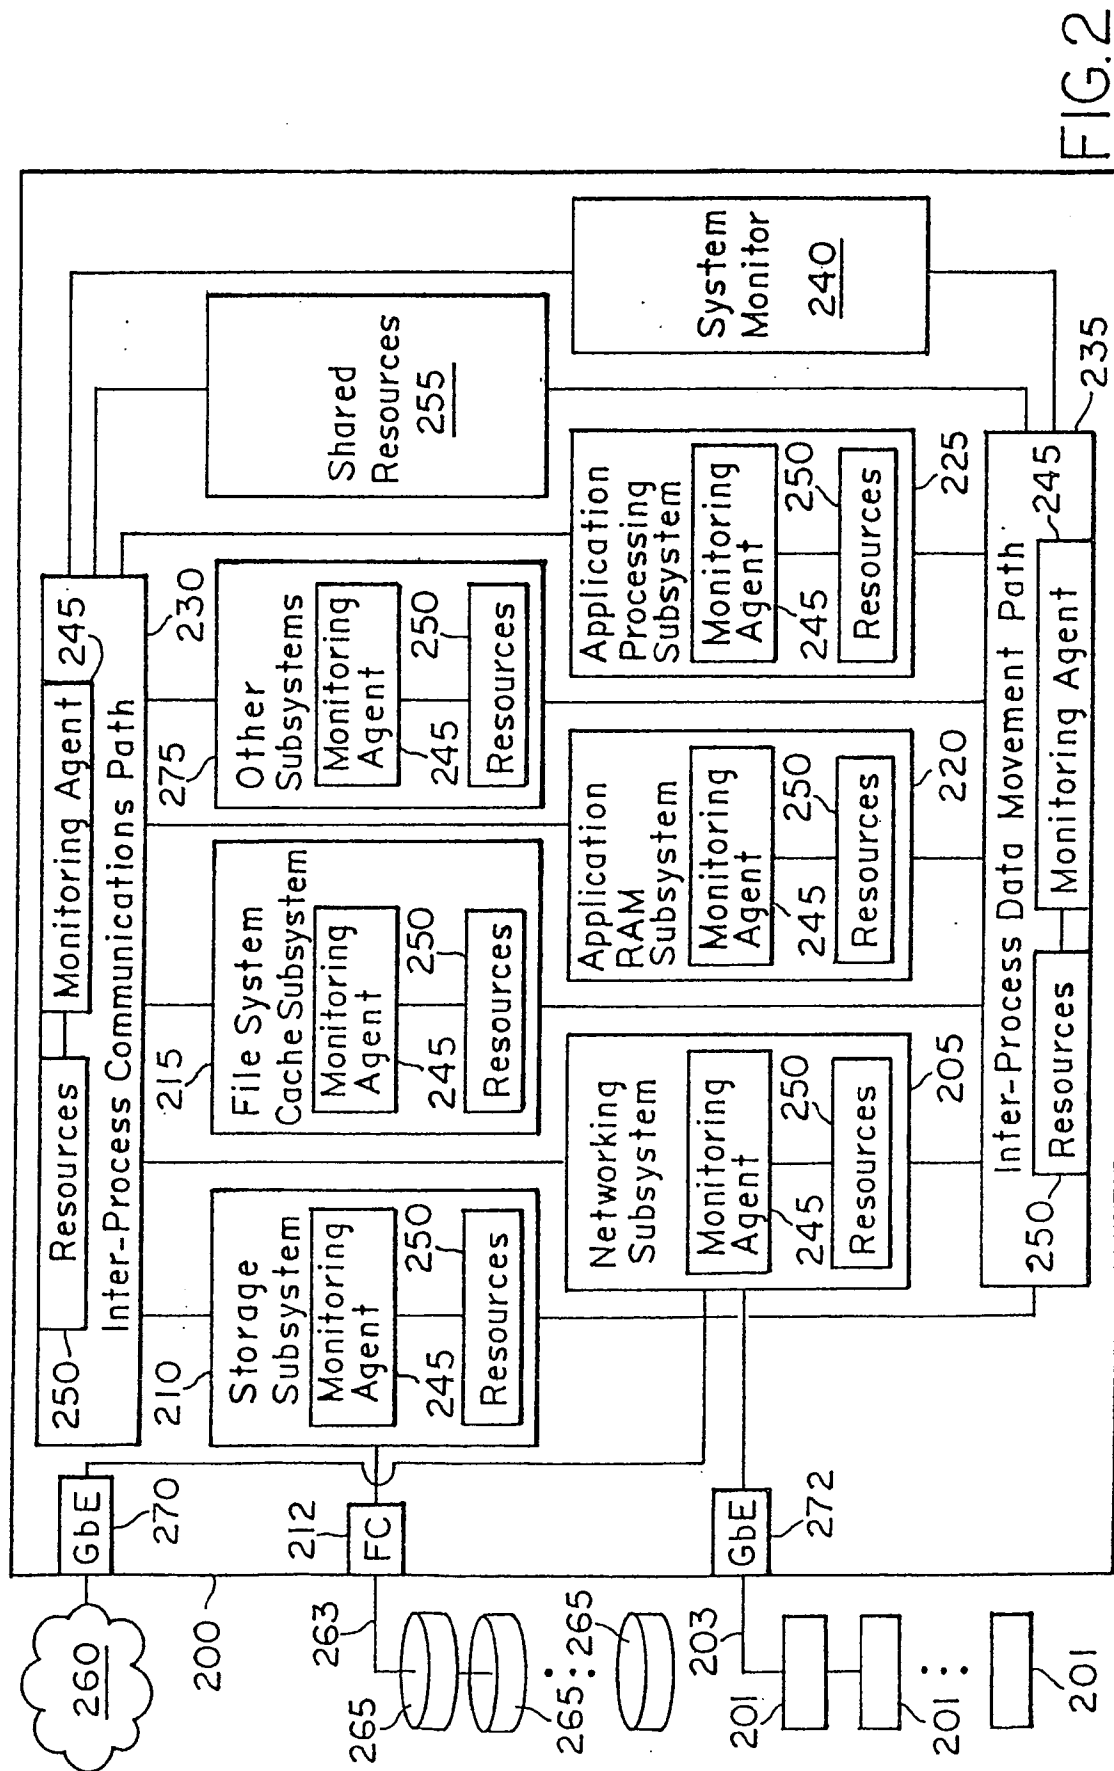 260
200
GbE
270
250
Resources
Monitoring Agent
245
Inter-Process Communications Path
230
FC
212
263
265
265
265
210
Storage
Subsystem
Monitoring
Agent
245
250
Resources
215
File System
Cache Subsystem
Monitoring
Agent
245
250
Resources
275
Other
Subsystems
Monitoring
Agent
245
250
Resources
Shared
Resources
255
GbE
272
203
201
201
201
Networking
Subsystem
Monitoring
Agent
245
250
Resources
205
Application
RAM
Subsystem
Monitoring
Agent
245
250
Resources
220
Application
Processing
Subsystem
Monitoring
Agent
245
250
Resources
225
System
Monitor
240
Inter-Process Data Movement Path
235
250
Resources
Monitoring Agent
245
FIG.2